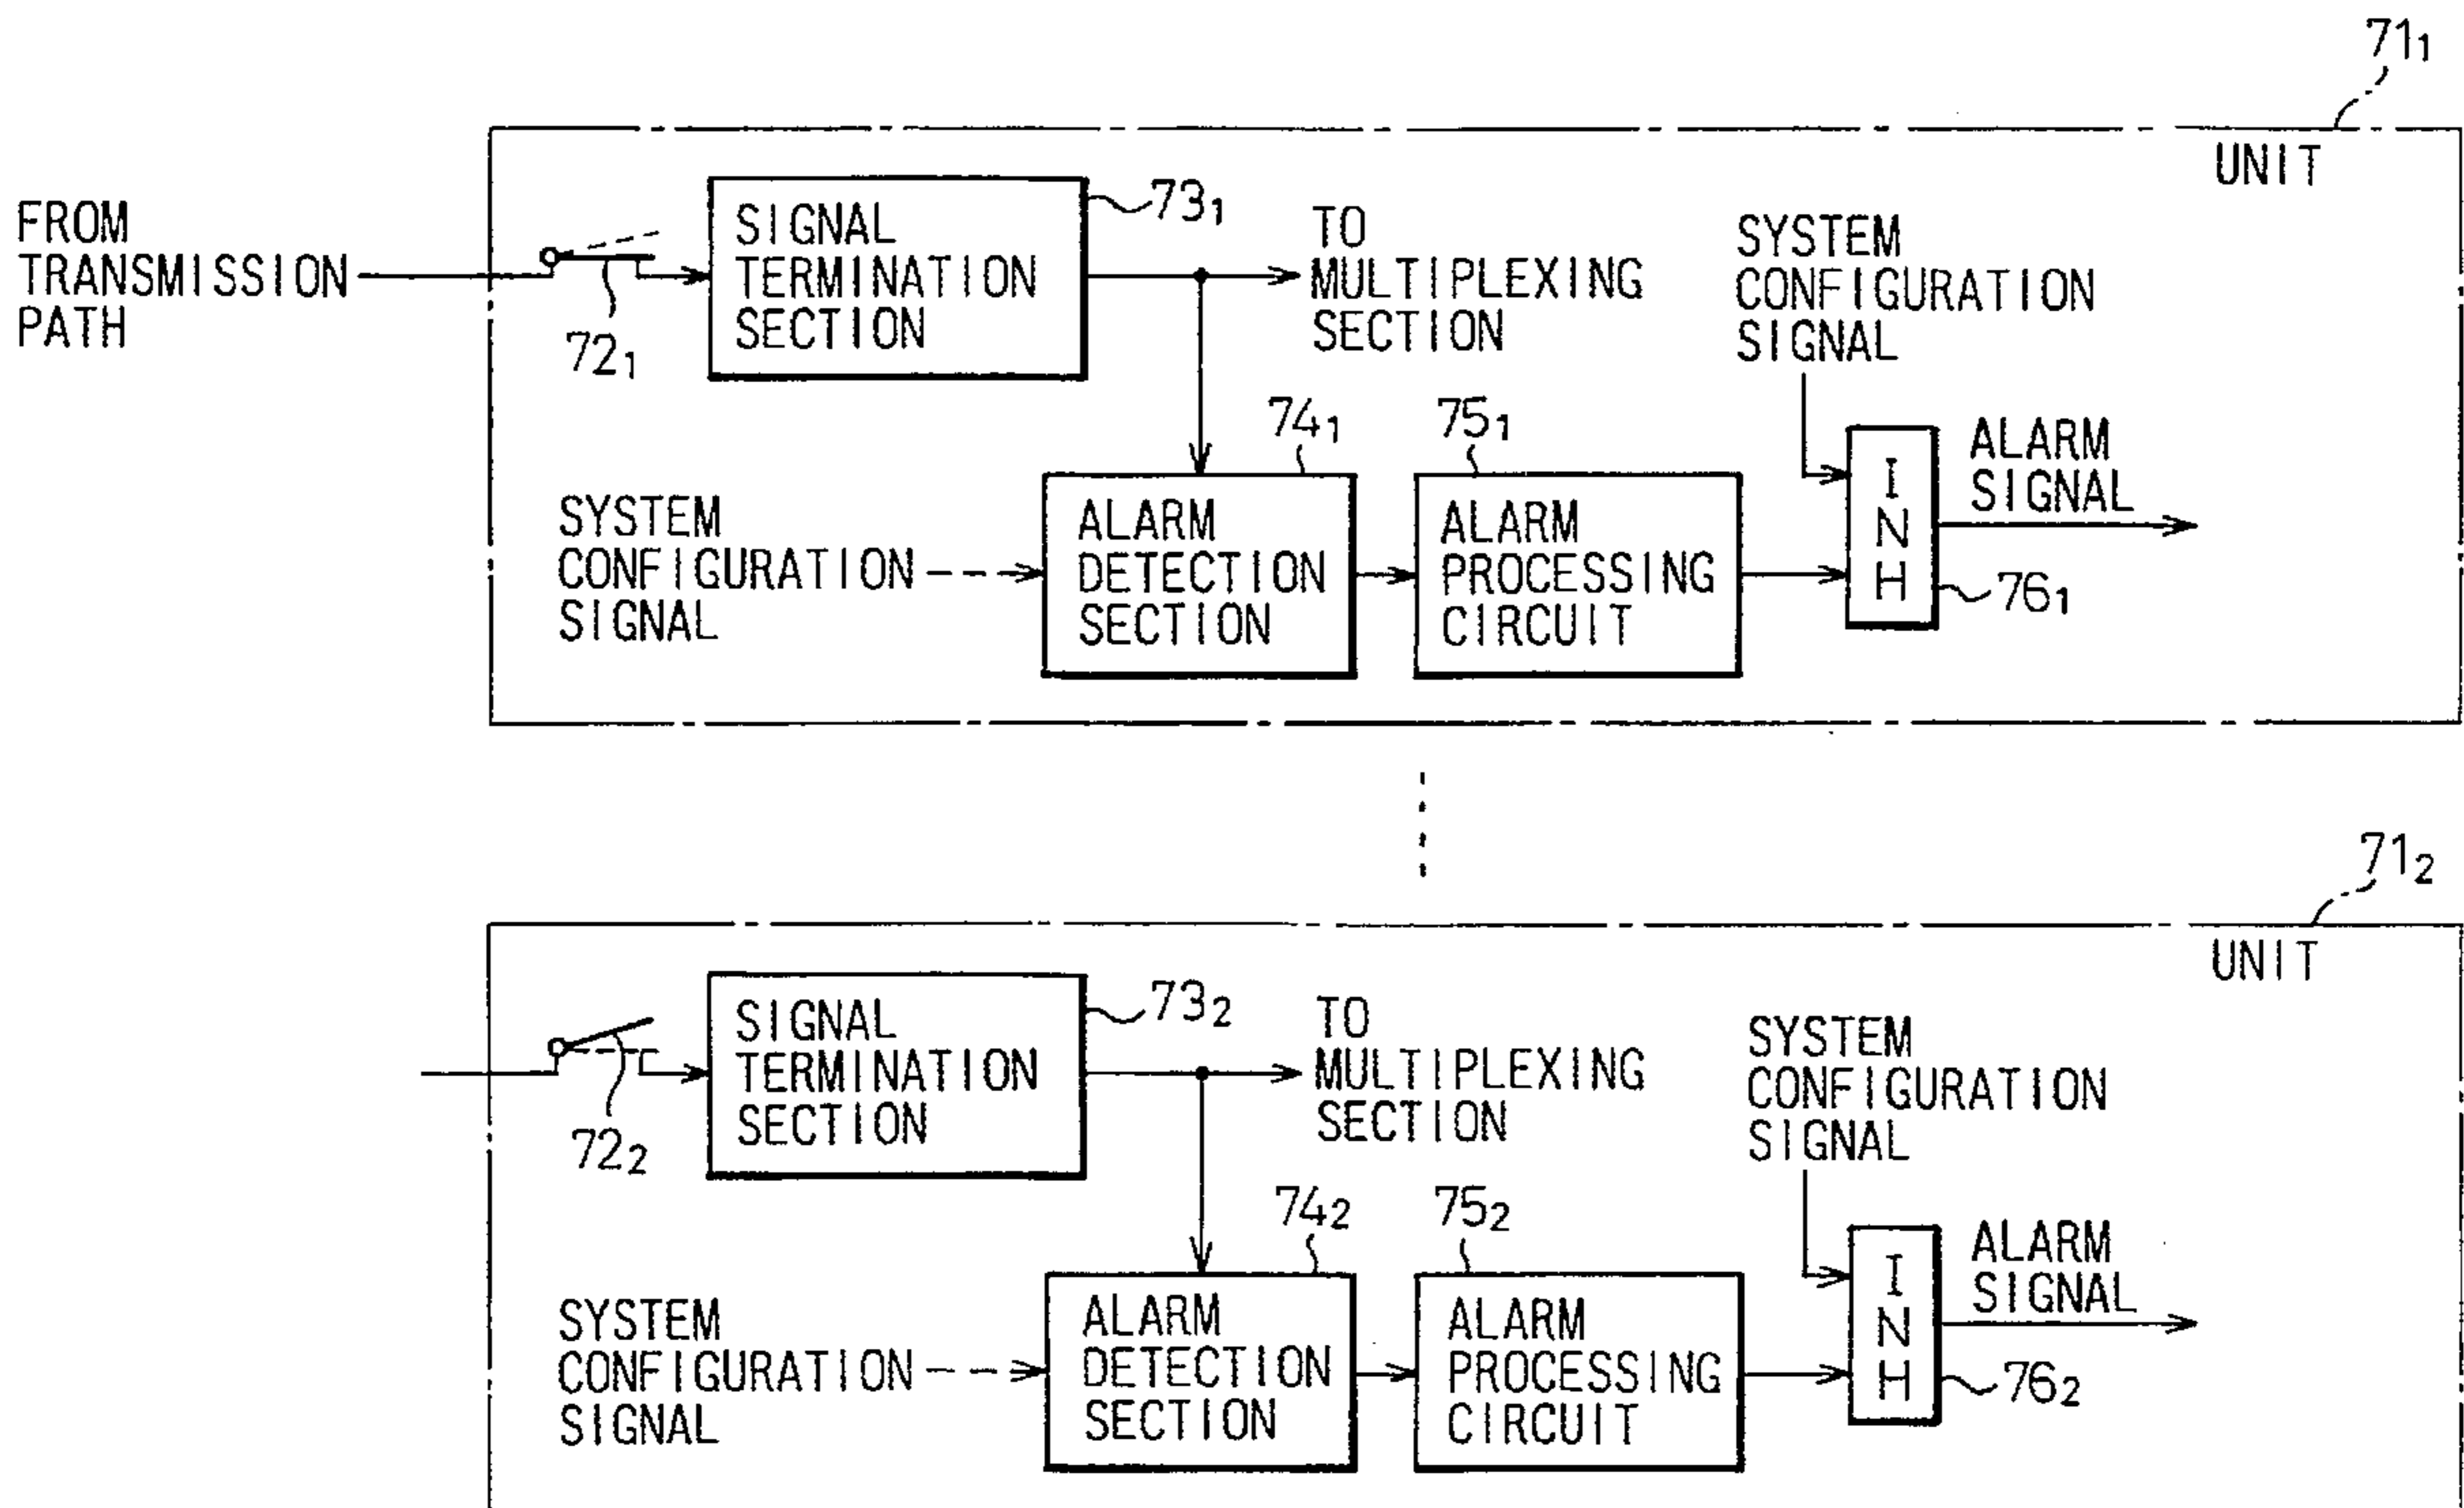 71₁
UNIT
FROM
TRANSMISSION
PATH
72₁
SIGNAL
TERMINATION
SECTION
73₁
TO
MULTIPLEXING
SECTION
SYSTEM
CONFIGURATION
SIGNAL
SYSTEM
CONFIGURATION
SIGNAL
74₁
ALARM
DETECTION
SECTION
75₁
ALARM
PROCESSING
CIRCUIT
INH
76₁
ALARM
SIGNAL
71₂
UNIT
72₂
SIGNAL
TERMINATION
SECTION
73₂
TO
MULTIPLEXING
SECTION
SYSTEM
CONFIGURATION
SIGNAL
SYSTEM
CONFIGURATION
SIGNAL
74₂
ALARM
DETECTION
SECTION
75₂
ALARM
PROCESSING
CIRCUIT
INH
76₂
ALARM
SIGNAL